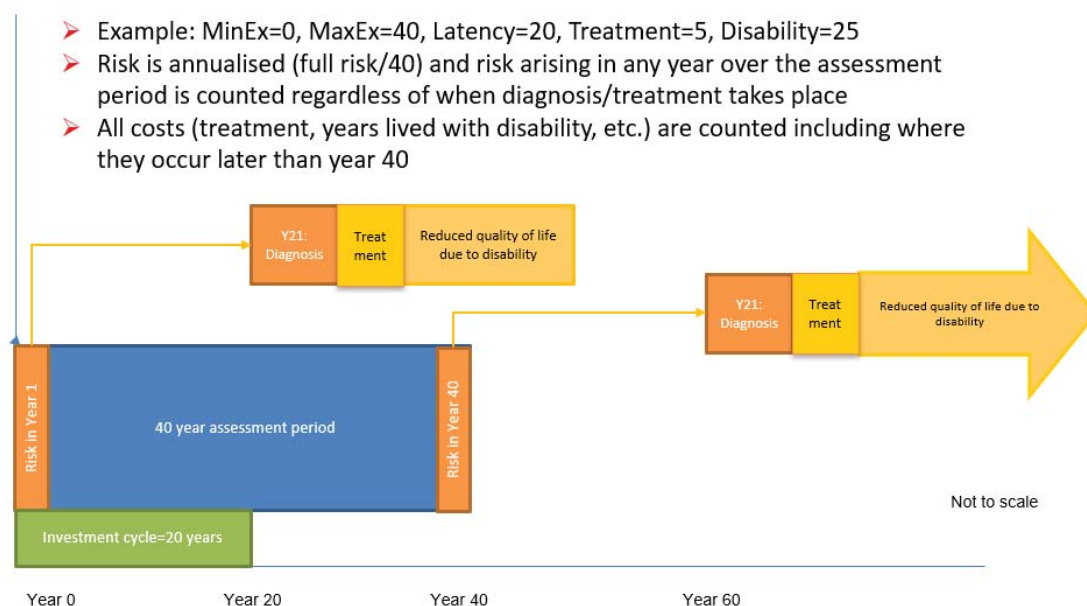 Example: MinEx=0, MaxEx=40, Latency=20, Treatment=5, Disability=25
Risk is annualised (full risk/40) and risk arising in any year over the assessment
period is counted regardless of when diagnosis/treatment takes place
All costs (treatment, years lived with disability, etc.) are counted including where
they occur later than year 40
Y21:
Diagnosis
Treat
ment
Reduced quality of life
due to disability
Y21:
Diagnosis
Treat
ment
Reduced quality of life due to
disability
Risk in Year 1
40 year assessment period
Risk in Year 40
Not to scale
Investment cycle=20 years
Year 0
Year 20
Year 40
Year 60